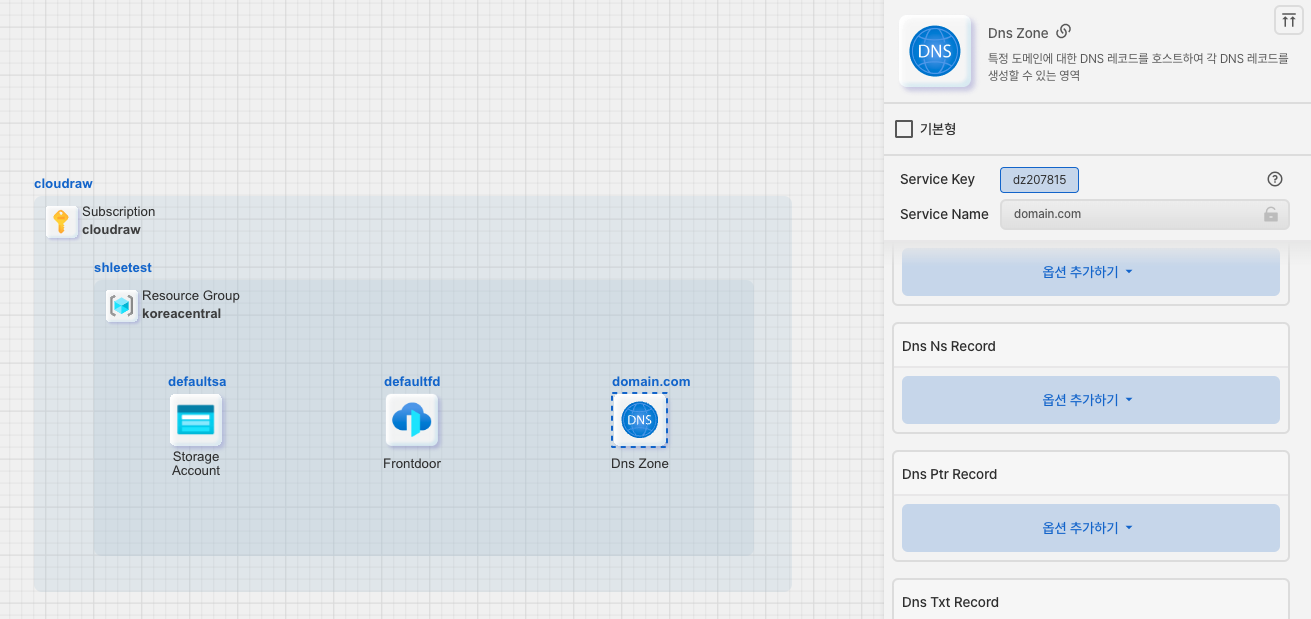 cloudraw
Subscription
cloudraw
shleetest
Resource Group
koreacentral
defaultsa
Storage
Account
defaultfd
Frontdoor
domain.com
DNS
Dns Zone
DNS
Dns Zone
특정 도메인에 대한 DNS 레코드를 호스트하여 각 DNS 레코드를
생성할 수 있는 영역
기본형
Service Key
dz207815
?
Service Name
domain.com
옵션 추가하기
Dns Ns Record
옵션 추가하기
Dns Ptr Record
옵션 추가하기
Dns Txt Record